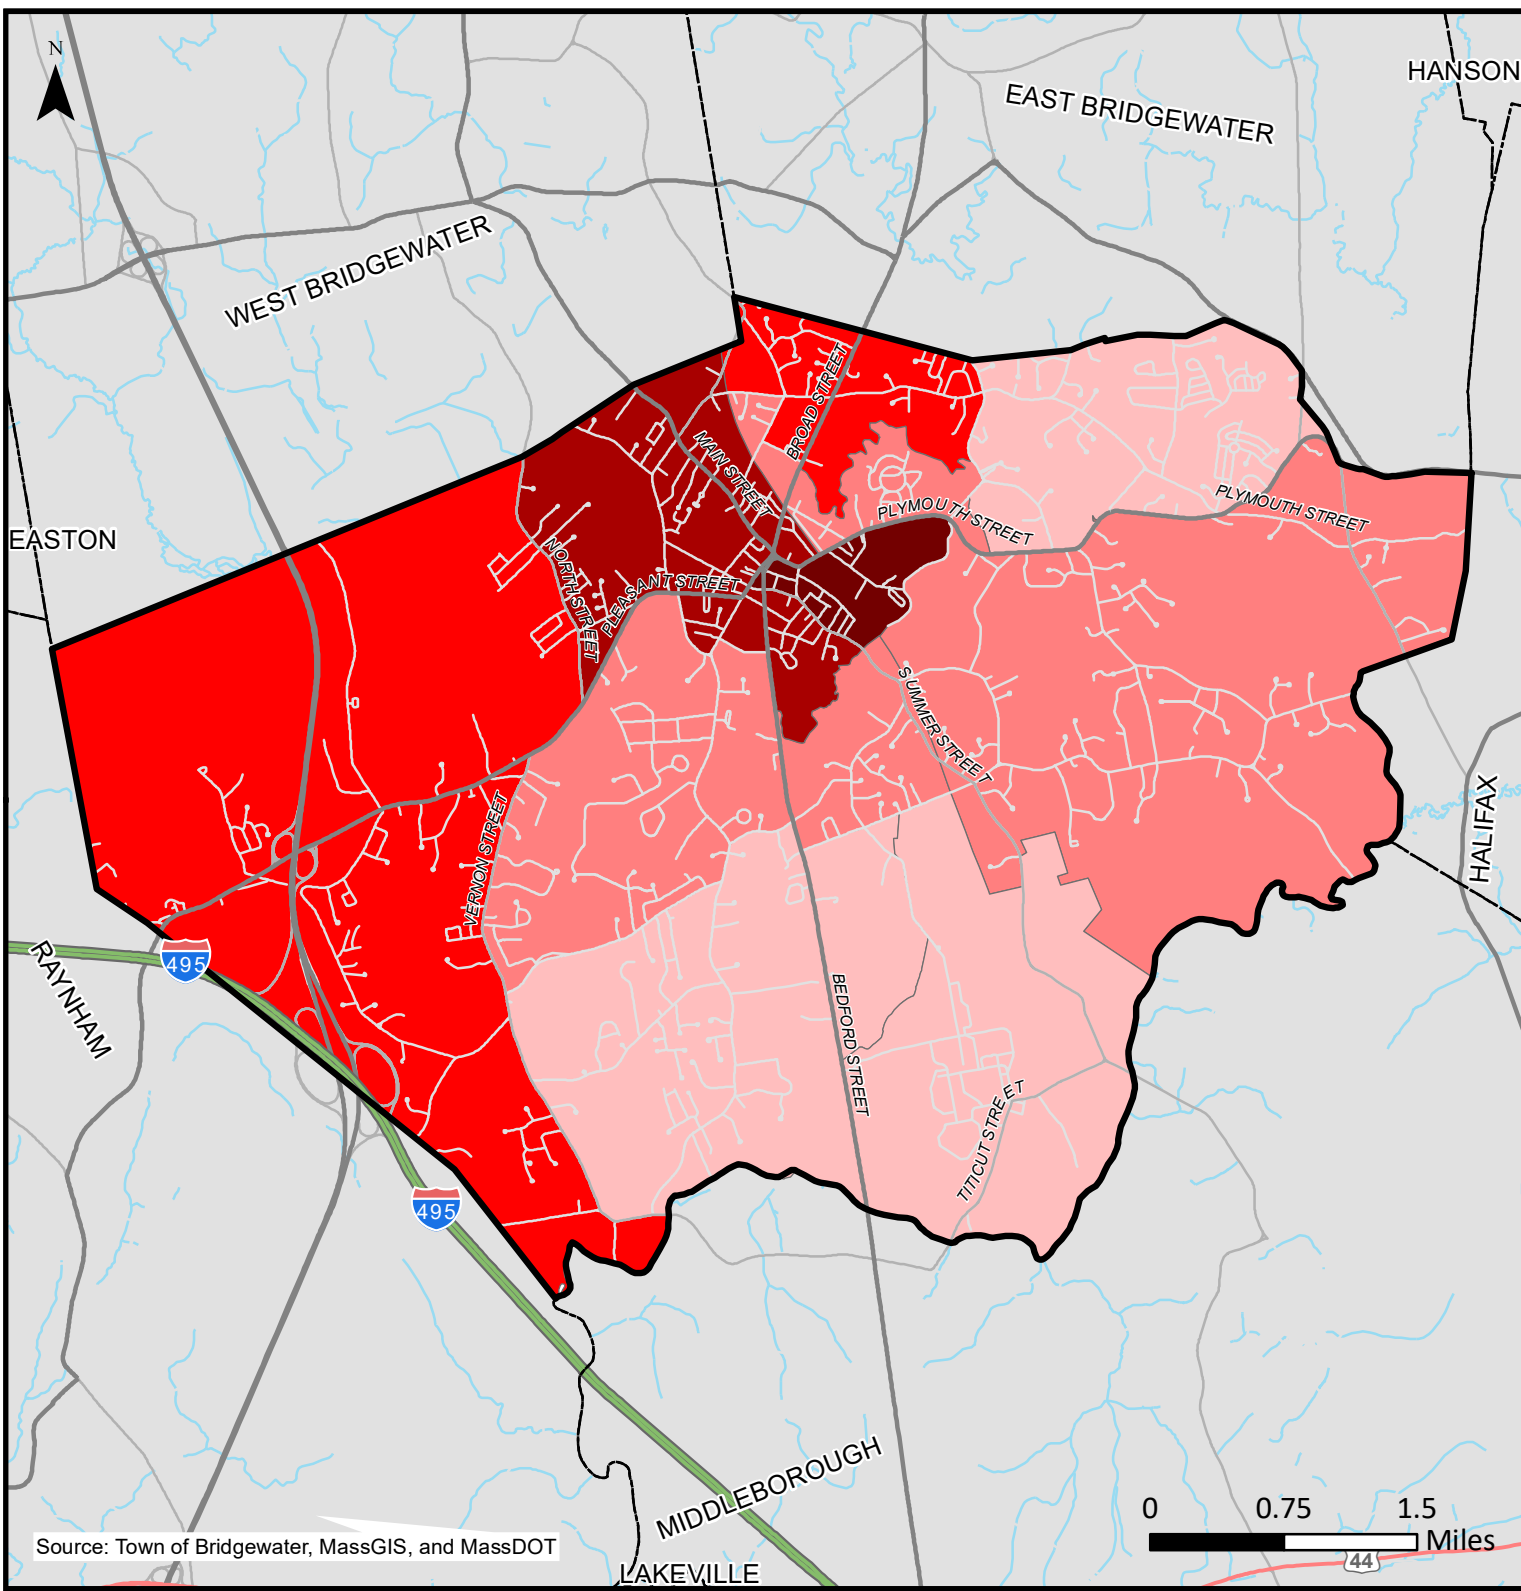 N
HANSON
EAST BRIDGEWATER
WEST BRIDGEWATER
BROAD STREET
MAIN STREET
PLYMOUTH STREET
PLYMOUTH STREET
EASTON
NORTH STREET
PLEASANT STREET
SUMMER STREET
VERNON STREET
HALIFAX
RAYNHAM
495
BEDFORD STREET
TITICUT STREET
495
MIDDLEBOROUGH
0 0.75 1.5
Miles
Source: Town of Bridgewater, MassGIS, and MassDOT
44
LAKEVILLE